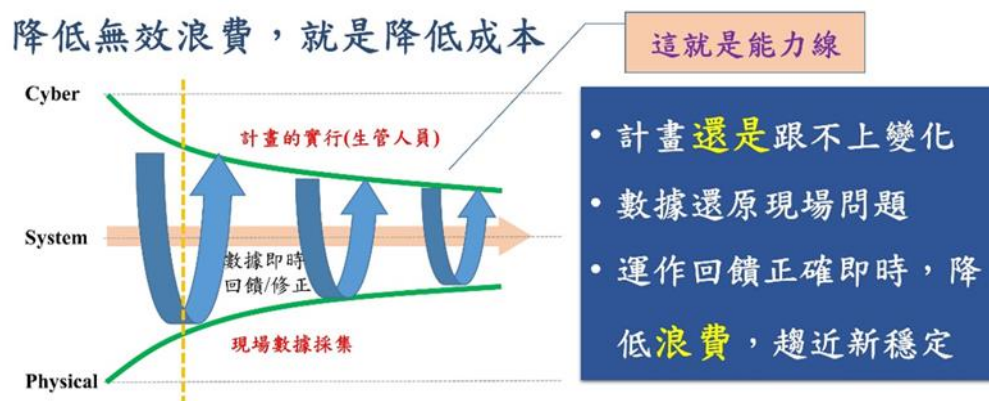 降低無效浪費，就是降低成本
這就是能力線
Cyber
計畫的實行(生管人員)
System
數據即時
回饋/修正
現場數據採集
Physical
• 計畫還是跟不上變化
• 數據還原現場問題
• 運作回饋正確即時，降
低浪費，趨近新穩定